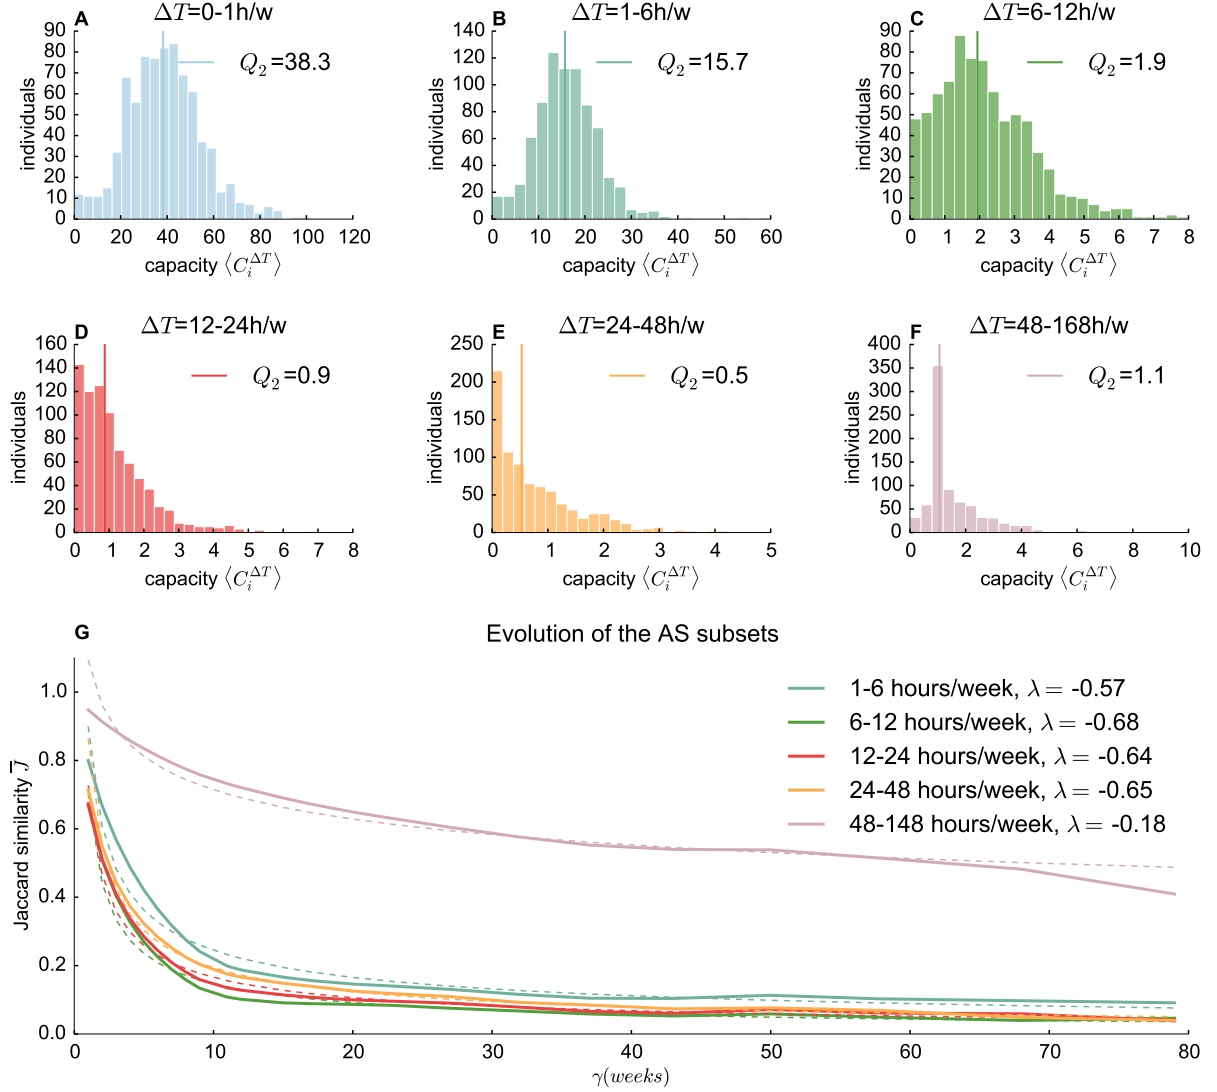 A ΔT=0-1h/w
90
80
70
60
50
40
30
20
10
0
individuals
Q₂=38.3
0 20 40 60 80 100 120
capacity ⟨C_i^ΔT⟩
B ΔT=1-6h/w
140
120
100
80
60
40
20
0
individuals
Q₂=15.7
0 10 20 30 40 50 60
capacity ⟨C_i^ΔT⟩
C ΔT=6-12h/w
90
80
70
60
50
40
30
20
10
0
individuals
Q₂=1.9
0 1 2 3 4 5 6 7 8
capacity ⟨C_i^ΔT⟩
D ΔT=12-24h/w
160
140
120
100
80
60
40
20
0
individuals
Q₂=0.9
0 1 2 3 4 5 6 7 8
capacity ⟨C_i^ΔT⟩
E ΔT=24-48h/w
250
200
150
100
50
0
individuals
Q₂=0.5
0 1 2 3 4 5
capacity ⟨C_i^ΔT⟩
F ΔT=48-168h/w
400
350
300
250
200
150
100
50
0
individuals
Q₂=1.1
0 2 4 6 8 10
capacity ⟨C_i^ΔT⟩
G Evolution of the AS subsets
1.0
0.8
0.6
0.4
0.2
0.0
Jaccard similarity J̅
1-6 hours/week, λ = -0.57
6-12 hours/week, λ = -0.68
12-24 hours/week, λ = -0.64
24-48 hours/week, λ = -0.65
48-148 hours/week, λ = -0.18
0 10 20 30 40 50 60 70 80
γ(weeks)